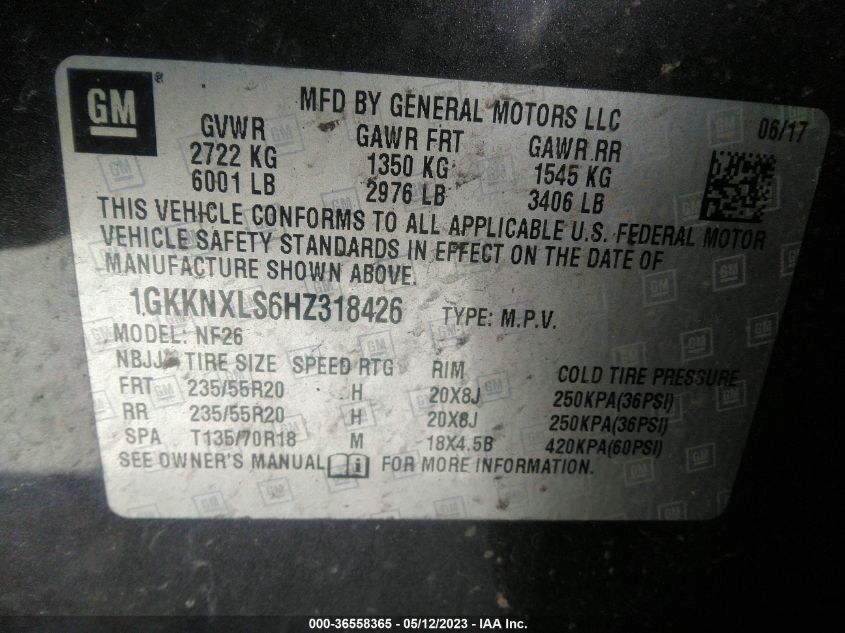 GM® MFD BY GENERAL MOTORS LLC 06/17
GVWR GAWR FRT GAWR RR
2722 KG 1350 KG 1545 KG
6001 LB 2976 LB 3406 LB
THIS VEHICLE CONFORMS TO ALL APPLICABLE U.S. FEDERAL MOTOR
VEHICLE SAFETY STANDARDS IN EFFECT ON THE DATE OF
MANUFACTURE SHOWN ABOVE.
1GKKNXLS6HZ318426 TYPE: M.P.V.
MODEL: NF26
NBJJ TIRE SIZE SPEED RTG RIM COLD TIRE PRESSURE
FRT 235/55R20 H 20X8J 250KPA(36PSI)
RR 235/55R20 H 20X8J 250KPA(36PSI)
SPA T135/70R18 M 18X4.5B 420KPA(60PSI)
SEE OWNER'S MANUAL i FOR MORE INFORMATION.
000-36558365 - 05/12/2023 - IAA Inc.